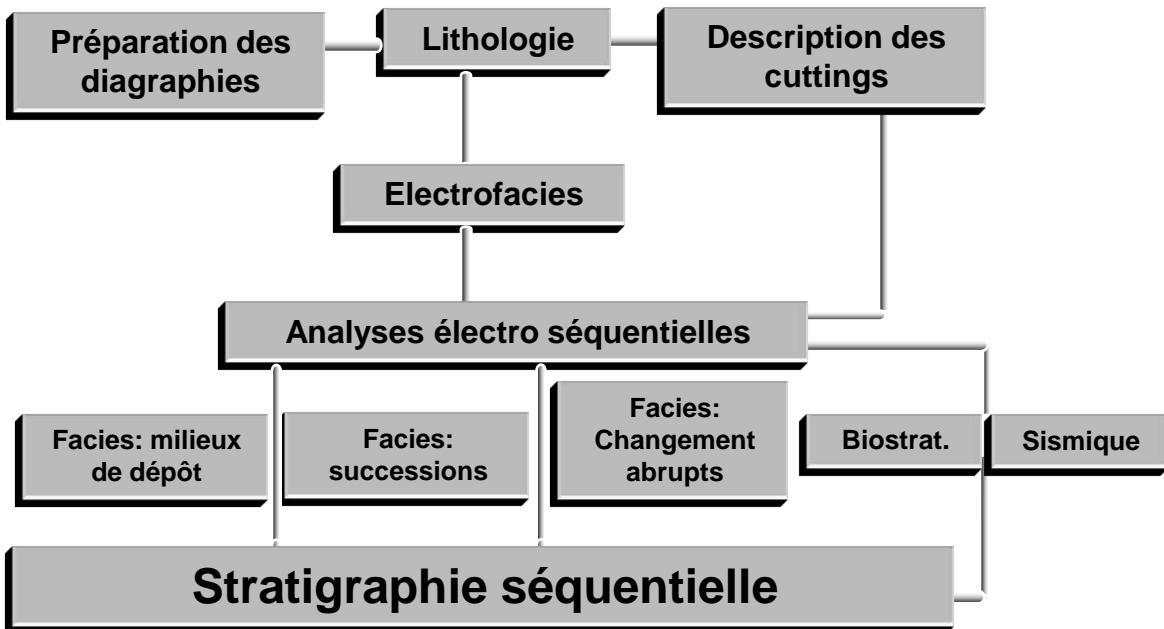 Préparation des
diagraphies
Lithologie
Description des
cuttings
Electrofacies
Analyses électro séquentielles
Facies: milieux
de dépôt
Facies:
successions
Facies:
Changement
abrupts
Biostrat.
Sismique
Stratigraphie séquentielle